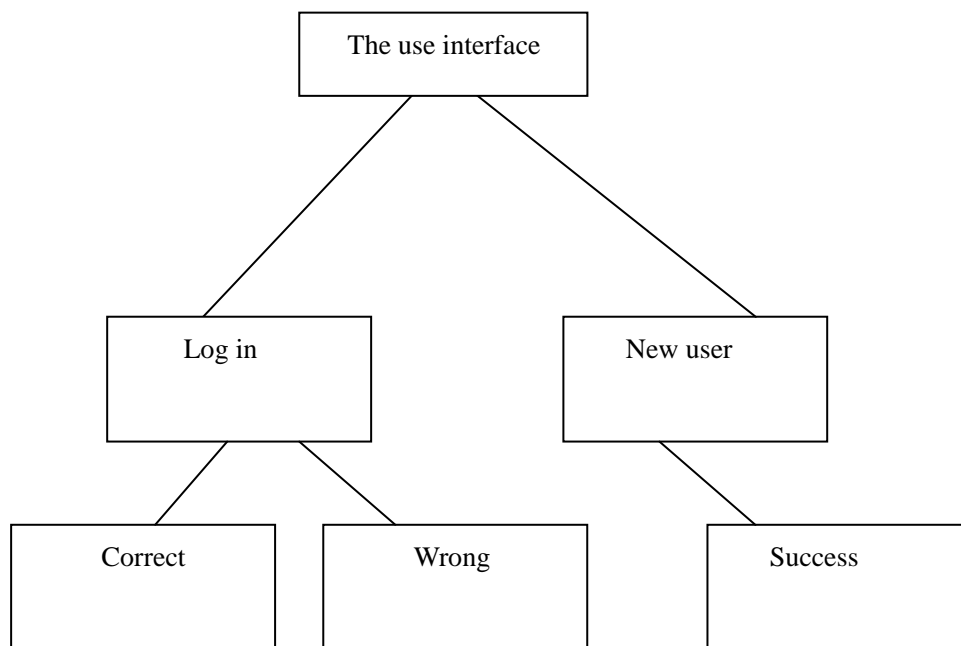 The use interface
Log in
New user
Correct
Wrong
Success